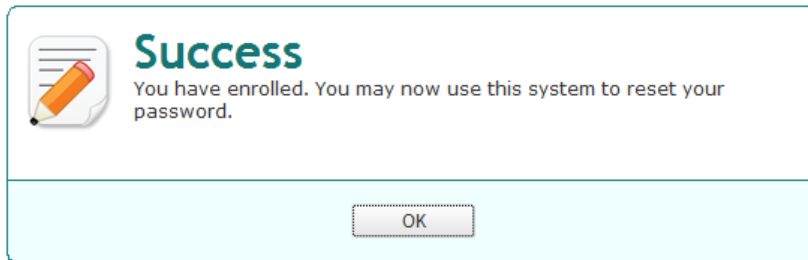 Success
You have enrolled. You may now use this system to reset your
password.
OK